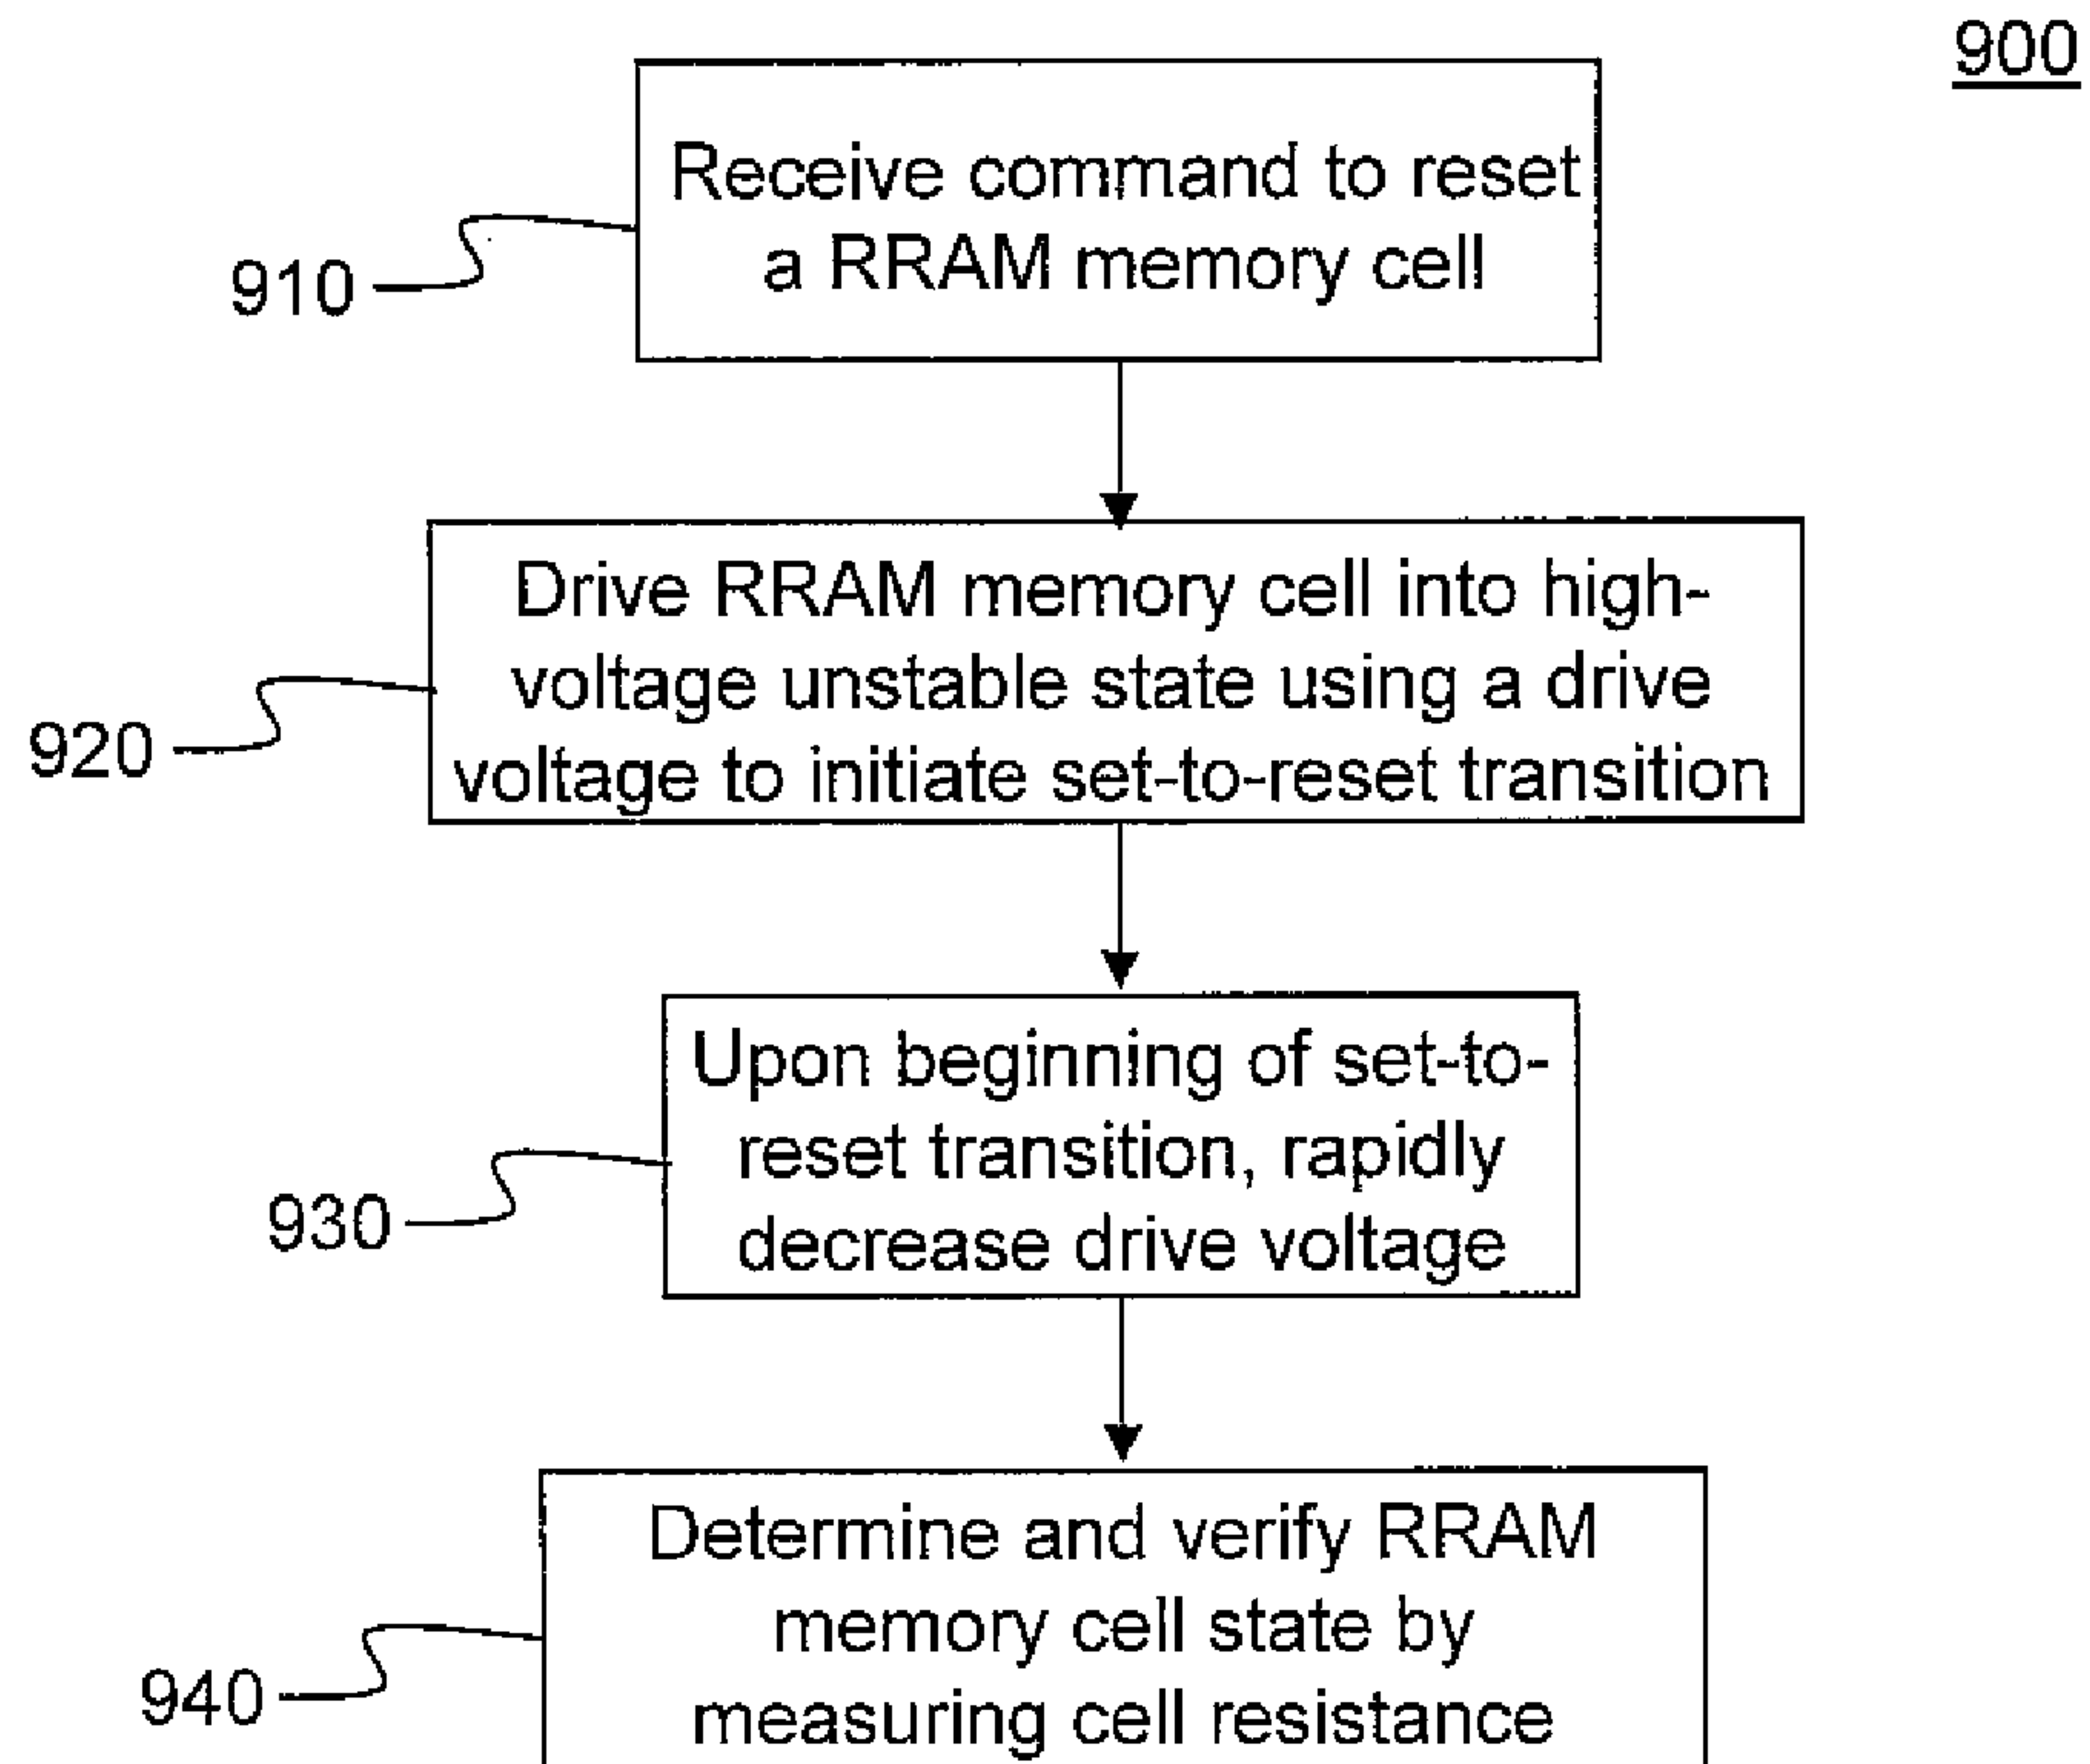 900
Receive command to reset
a RRAM memory cell
910
Drive RRAM memory cell into high-
voltage unstable state using a drive
voltage to initiate set-to-reset transition
920
Upon beginning of set-to-
reset transition, rapidly
decrease drive voltage
930
Determine and verify RRAM
memory cell state by
measuring cell resistance
940